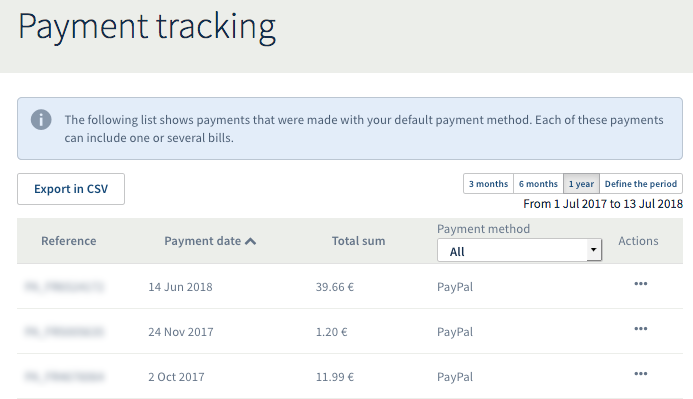 Payment tracking
The following list shows payments that were made with your default payment method. Each of these payments
can include one or several bills.
Export in CSV
3 months 6 months 1 year Define the period
From 1 Jul 2017 to 13 Jul 2018
Payment method
Reference Payment date Total sum All Actions
14 Jun 2018 39.66 € PayPal •••
24 Nov 2017 1.20 € PayPal •••
2 Oct 2017 11.99 € PayPal •••